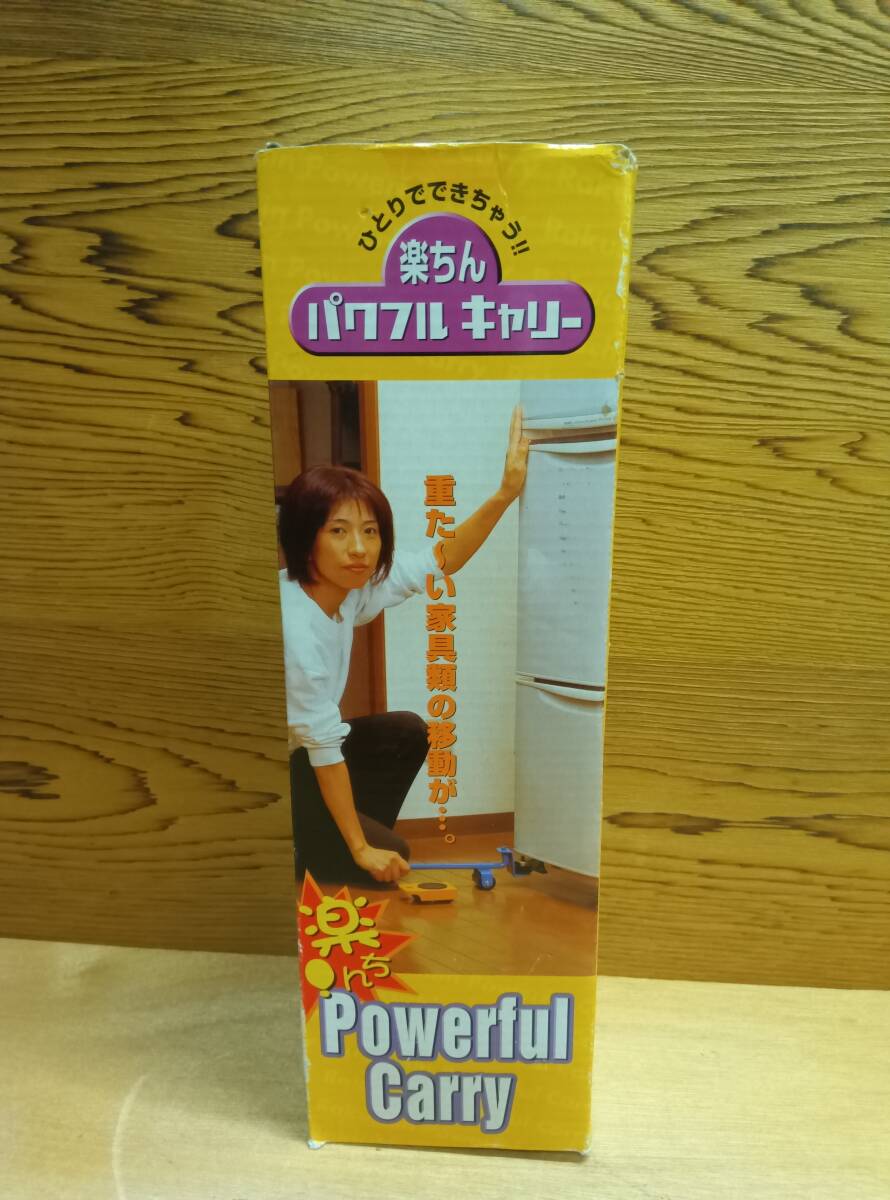 ひとりでできちゃう!!
楽ちん
パワフル キャリー
重た〜い家具類の移動が…。
楽ちん!
Powerful
Carry